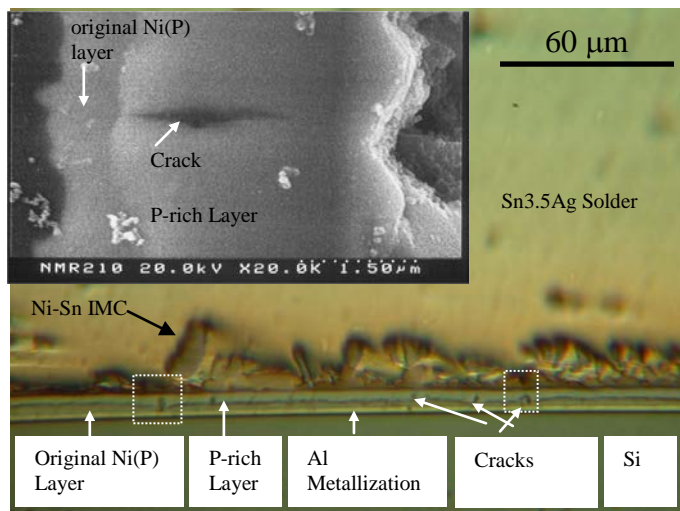 original Ni(P)
layer
60 μm
Crack
P-rich Layer
Sn3.5Ag Solder
NMR210 20.0kV X20.0K 1.50μm
Ni-Sn IMC
Original Ni(P)
Layer
P-rich
Layer
Al
Metallization
Cracks
Si